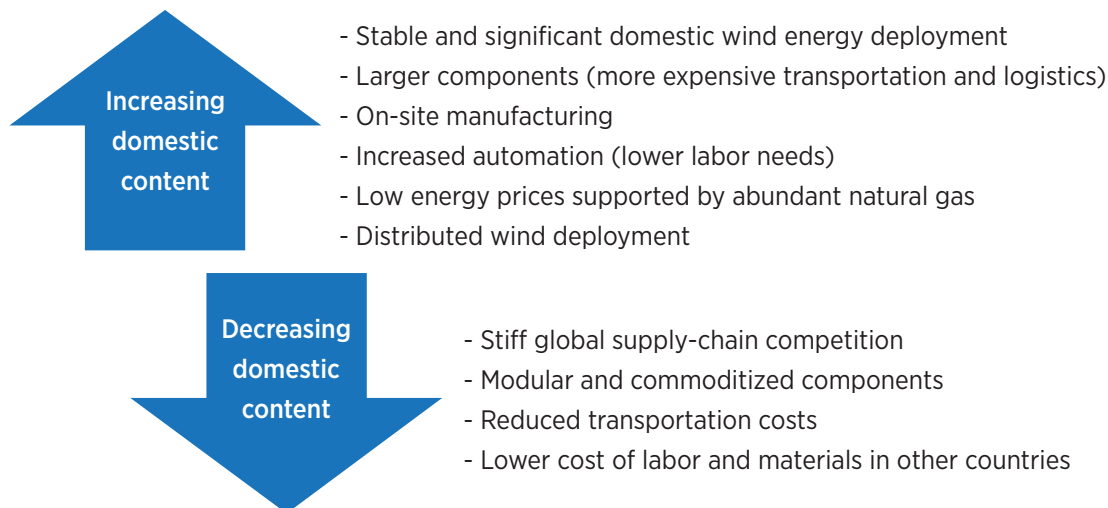 Increasing
domestic
content
- Stable and significant domestic wind energy deployment
- Larger components (more expensive transportation and logistics)
- On-site manufacturing
- Increased automation (lower labor needs)
- Low energy prices supported by abundant natural gas
- Distributed wind deployment
Decreasing
domestic
content
- Stiff global supply-chain competition
- Modular and commoditized components
- Reduced transportation costs
- Lower cost of labor and materials in other countries